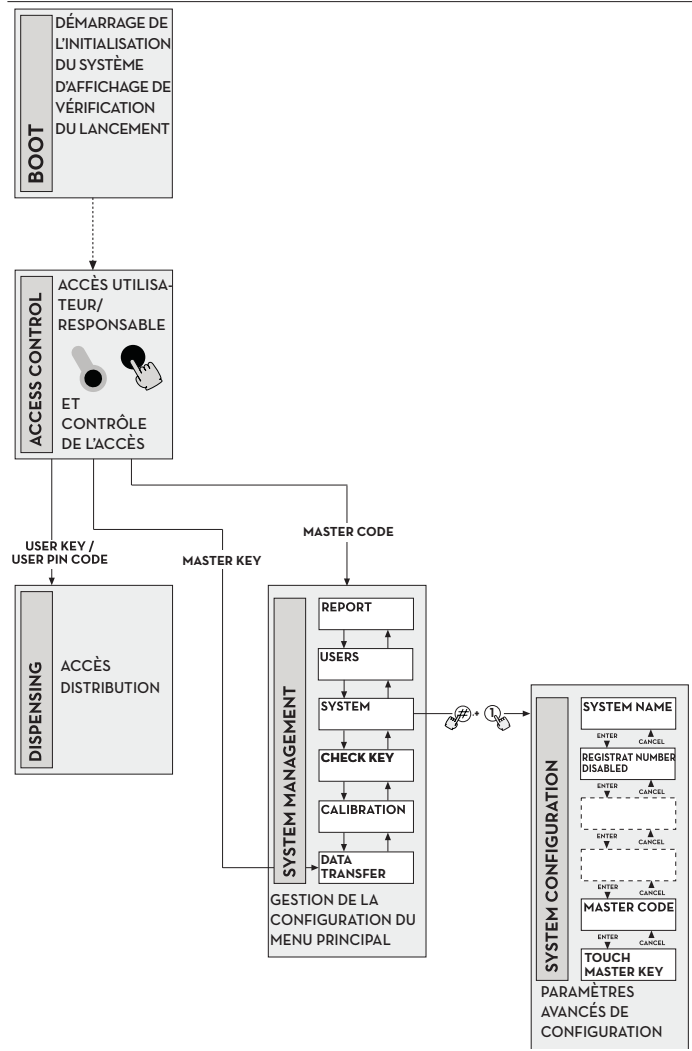 BOOT
DÉMARRAGE DE
L'INITIALISATION
DU SYSTÈME
D'AFFICHAGE DE
VÉRIFICATION
DU LANCEMENT
ACCESS CONTROL
ACCÈS UTILISA-
TEUR/
RESPONSABLE
ET
CONTRÔLE
DE L'ACCÈS
USER KEY /
USER PIN CODE
MASTER KEY
MASTER CODE
DISPENSING
ACCÈS
DISTRIBUTION
SYSTEM MANAGEMENT
REPORT
USERS
SYSTEM
CHECK KEY
CALIBRATION
DATA
TRANSFER
GESTION DE LA
CONFIGURATION DU
MENU PRINCIPAL
# + 1
SYSTEM CONFIGURATION
SYSTEM NAME
ENTER CANCEL
REGISTRAT NUMBER
DISABLED
ENTER CANCEL
ENTER CANCEL
ENTER CANCEL
MASTER CODE
ENTER CANCEL
TOUCH
MASTER KEY
PARAMÈTRES
AVANCÉS DE
CONFIGURATION